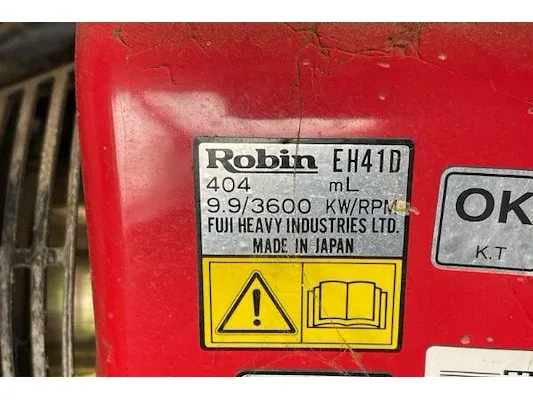 Robin EH41D
404 mL
9.9/3600 KW/RPM
FUJI HEAVY INDUSTRIES LTD.
MADE IN JAPAN
OK
K.T